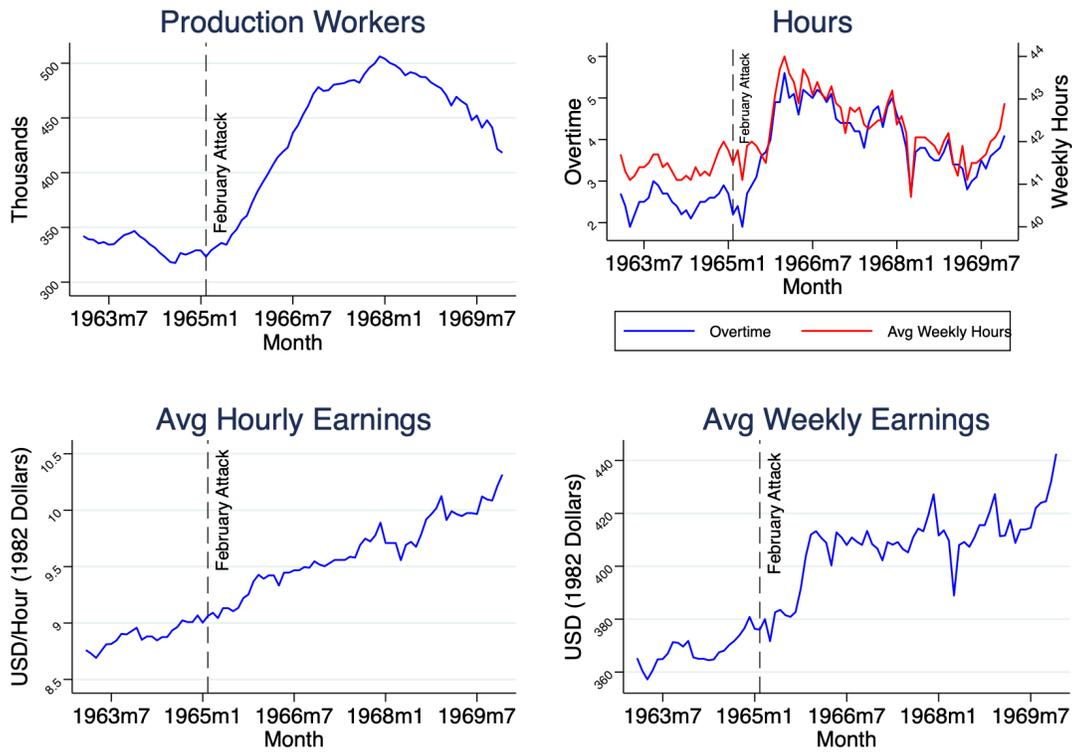 Production Workers
Thousands
500
450
400
350
300
February Attack
1963m7 1965m1 1966m7 1968m1 1969m7
Month
Hours
Overtime
6
5
4
3
2
February Attack
Weekly Hours
44
43
42
41
40
1963m7 1965m1 1966m7 1968m1 1969m7
Month
Overtime Avg Weekly Hours
Avg Hourly Earnings
USD/Hour (1982 Dollars)
10.5
10
9.5
9
8.5
February Attack
1963m7 1965m1 1966m7 1968m1 1969m7
Month
Avg Weekly Earnings
USD (1982 Dollars)
440
420
400
380
360
February Attack
1963m7 1965m1 1966m7 1968m1 1969m7
Month